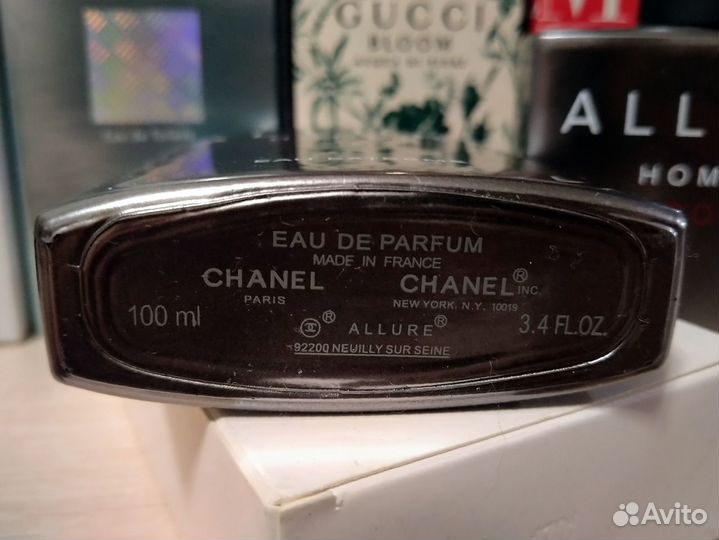 GUCCI
BLOOM
ALL
HOM
EAU DE PARFUM
MADE IN FRANCE
CHANEL CHANEL® INC.
PARIS NEW YORK. N.Y. 10019
100 ml ® ALLURE® 3.4 FL.OZ.
92200 NEUILLY SUR SEINE
Avito